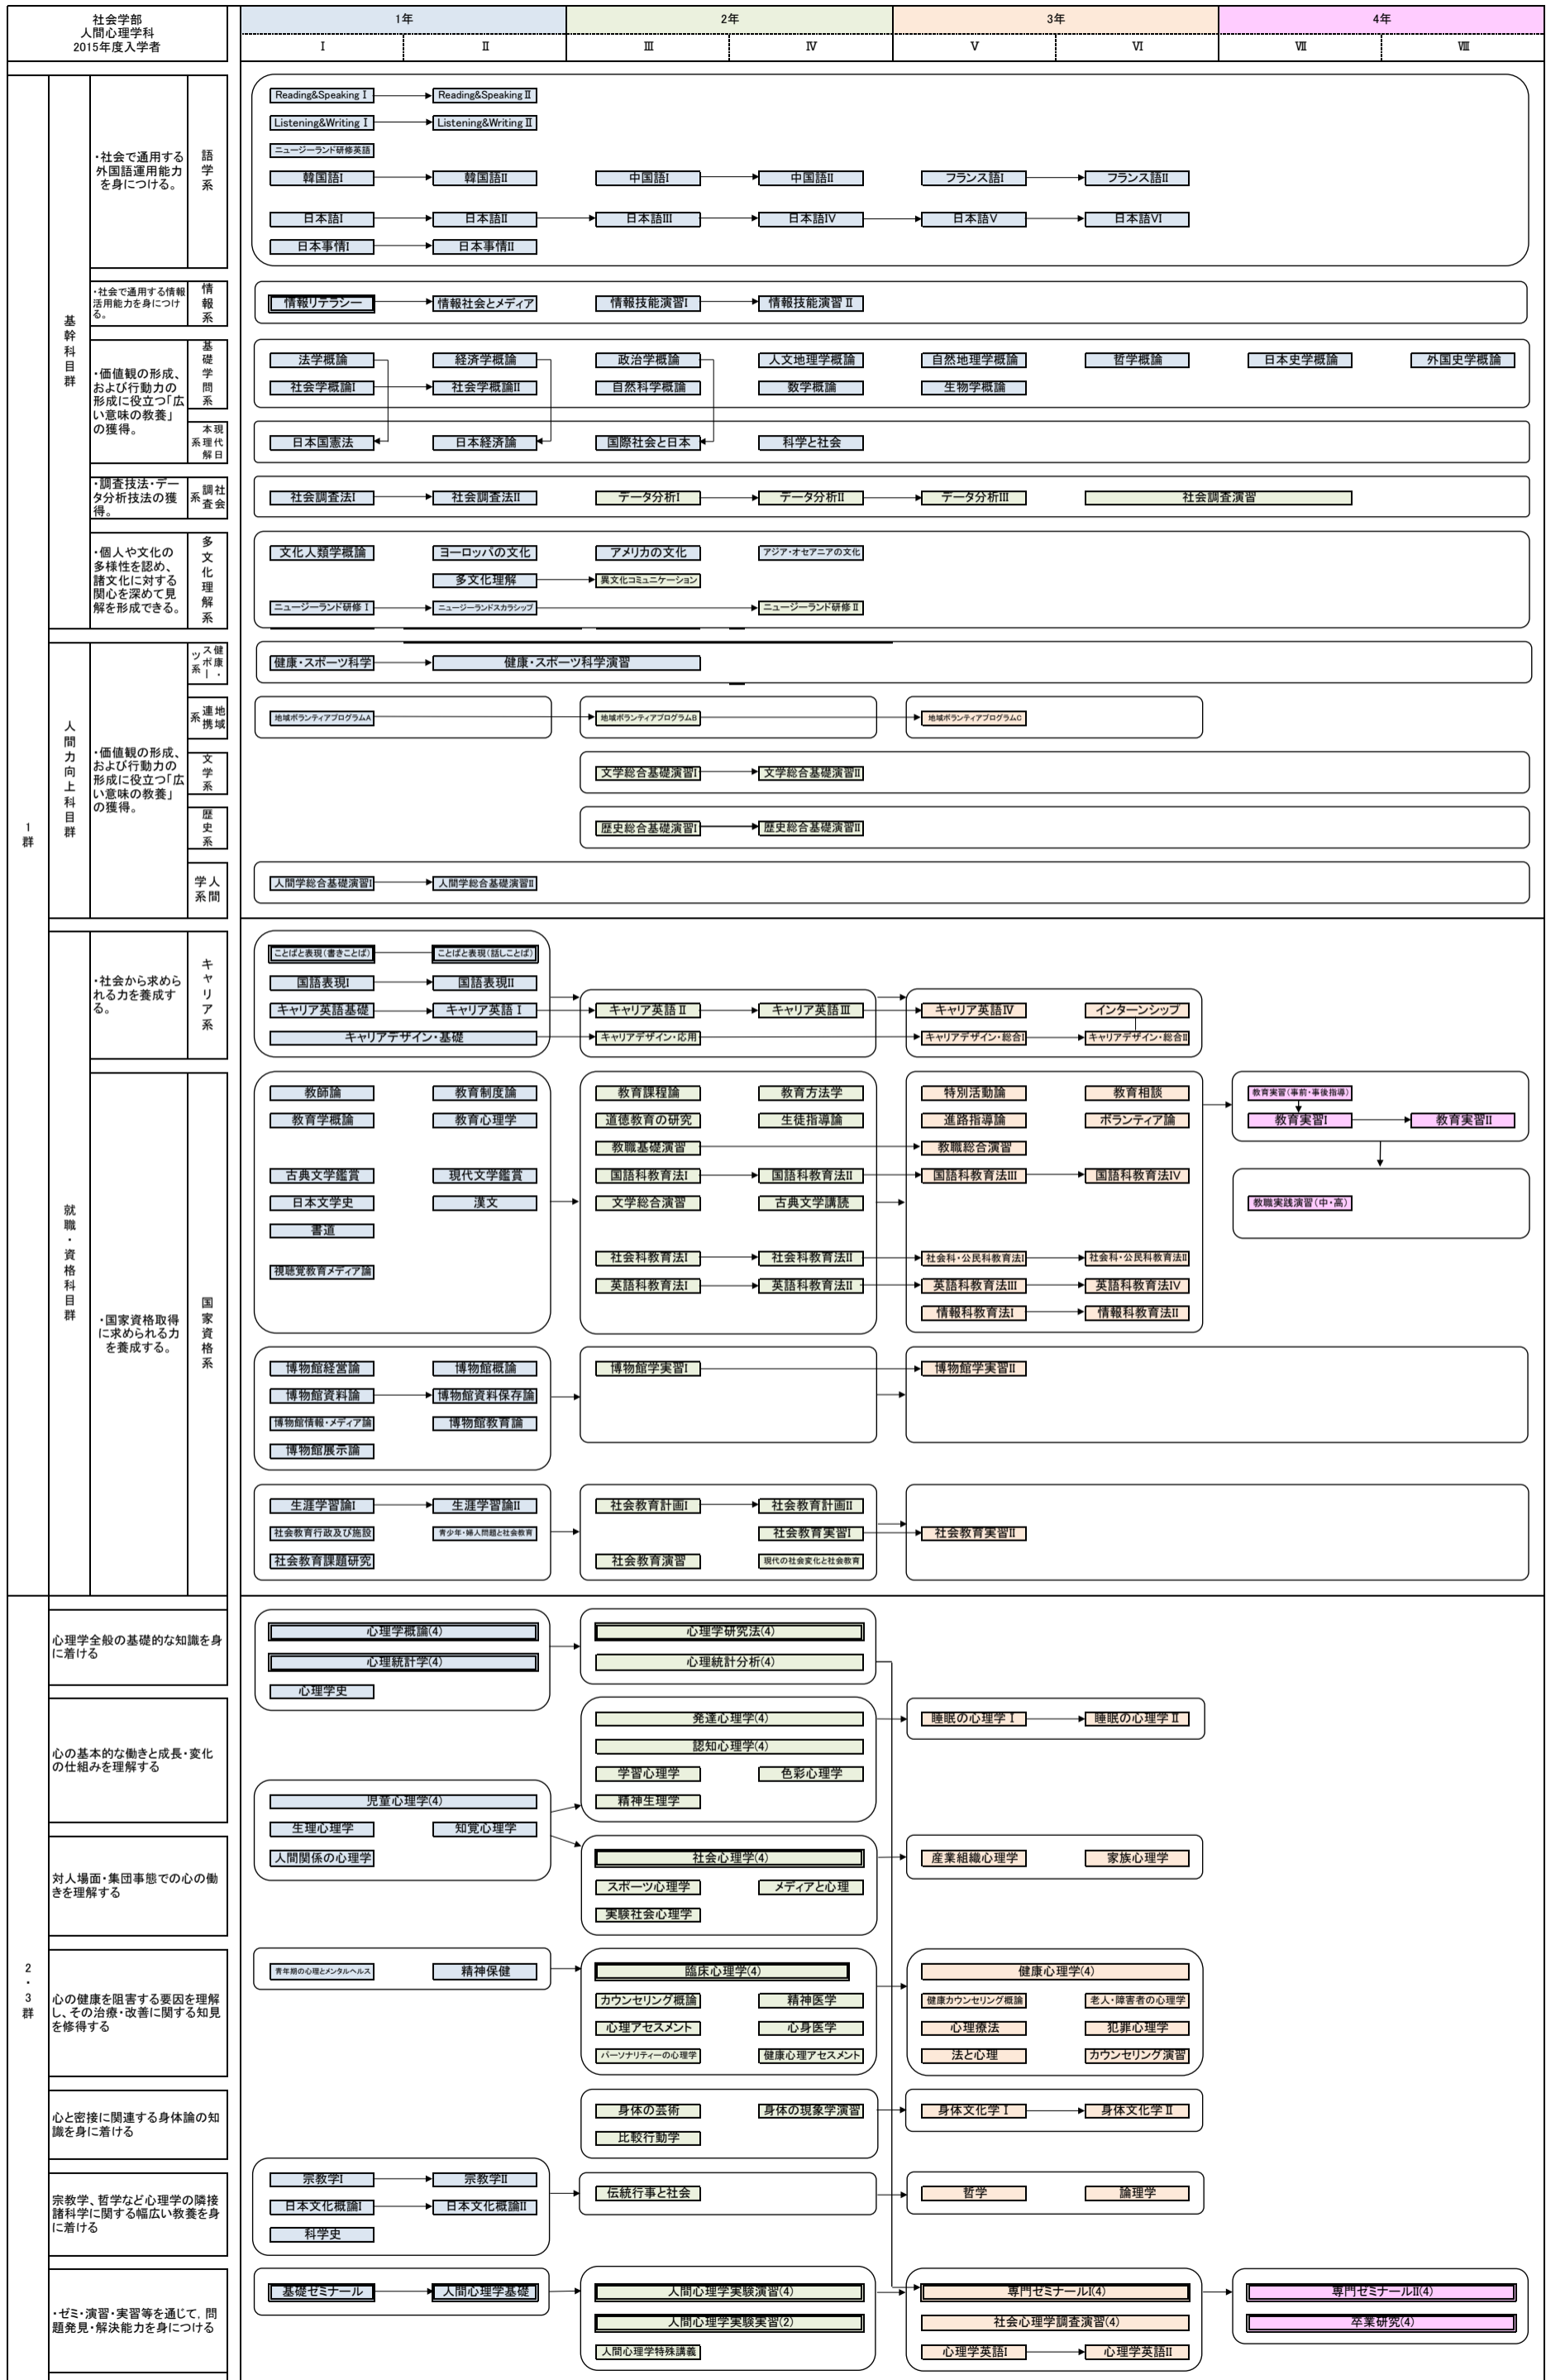 社会学部
人間心理学科
2015年度入学者
1年 2年 3年 4年
Ⅰ Ⅱ Ⅲ Ⅳ Ⅴ Ⅵ Ⅶ Ⅷ
1群
基幹科目群
・社会で通用する
外国語運用能力
を身につける。
語学系
Reading&Speaking Ⅰ Reading&Speaking Ⅱ
Listening&Writing Ⅰ Listening&Writing Ⅱ
ニュージーランド研修英語
韓国語I 韓国語II 中国語I 中国語II フランス語I フランス語II
日本語I 日本語II 日本語III 日本語IV 日本語V 日本語VI
日本事情I 日本事情II
・社会で通用する情報
活用能力を身につけ
る。
情報系
情報リテラシー 情報社会とメディア 情報技能演習I 情報技能演習Ⅱ
・価値観の形成、
および行動力の
形成に役立つ「広
い意味の教養」
の獲得。
基礎学問系
法学概論 経済学概論 政治学概論 人文地理学概論 自然地理学概論 哲学概論 日本史学概論 外国史学概論
社会学概論I 社会学概論II 自然科学概論 数学概論 生物学概論
現代日本理解系
日本国憲法 日本経済論 国際社会と日本 科学と社会
・調査技法・デー
タ分析技法の獲
得。
社会調査系
社会調査法I 社会調査法II データ分析I データ分析II データ分析III 社会調査演習
・個人や文化の
多様性を認め、
諸文化に対する
関心を深めて見
解を形成できる。
多文化理解系
文化人類学概論 ヨーロッパの文化 アメリカの文化 アジア・オセアニアの文化
多文化理解 異文化コミュニケーション
ニュージーランド研修Ⅰ ニュージーランドスカラシップ ニュージーランド研修Ⅱ
人間力向上科目群
・価値観の形成、
および行動力の
形成に役立つ「広
い意味の教養」
の獲得。
健康・スポーツ系
健康・スポーツ科学 健康・スポーツ科学演習
地域連携系
地域ボランティアプログラムA 地域ボランティアプログラムB 地域ボランティアプログラムC
文学系
文学総合基礎演習I 文学総合基礎演習II
歴史系
歴史総合基礎演習I 歴史総合基礎演習II
人間学系
人間学総合基礎演習I 人間学総合基礎演習II
就職・資格科目群
・社会から求めら
れる力を養成す
る。
キャリア系
ことばと表現(書きことば) ことばと表現(話しことば)
国語表現I 国語表現II
キャリア英語基礎 キャリア英語Ⅰ キャリア英語Ⅱ キャリア英語Ⅲ キャリア英語Ⅳ インターンシップ
キャリアデザイン・基礎 キャリアデザイン・応用 キャリアデザイン・総合I キャリアデザイン・総合II
・国家資格取得
に求められる力
を養成する。
国家資格系
教師論 教育制度論 教育課程論 教育方法学 特別活動論 教育相談 教育実習(事前・事後指導)
教育学概論 教育心理学 道徳教育の研究 生徒指導論 進路指導論 ボランティア論 教育実習I 教育実習II
教職基礎演習 教職総合演習
古典文学鑑賞 現代文学鑑賞 国語科教育法I 国語科教育法II 国語科教育法III 国語科教育法IV
日本文学史 漢文 文学総合演習 古典文学講読 教職実践演習(中・高)
書道
社会科教育法I 社会科教育法II 社会科・公民科教育法I 社会科・公民科教育法II
視聴覚教育メディア論
英語科教育法I 英語科教育法II 英語科教育法III 英語科教育法IV
情報科教育法I 情報科教育法II
博物館経営論 博物館概論 博物館学実習I 博物館学実習II
博物館資料論 博物館資料保存論
博物館情報・メディア論 博物館教育論
博物館展示論
生涯学習論I 生涯学習論II 社会教育計画I 社会教育計画II
社会教育行政及び施設 青少年・婦人問題と社会教育 社会教育実習I 社会教育実習II
社会教育課題研究 社会教育演習 現代の社会変化と社会教育
2・3群
心理学全般の基礎的な知識を身
に着ける
心理学概論(4) 心理学研究法(4)
心理統計学(4) 心理統計分析(4)
心理学史
心の基本的な働きと成長・変化
の仕組みを理解する
発達心理学(4) 睡眠の心理学Ⅰ 睡眠の心理学Ⅱ
認知心理学(4)
学習心理学 色彩心理学
児童心理学(4) 精神生理学
生理心理学 知覚心理学
人間関係の心理学
対人場面・集団事態での心の働
きを理解する
社会心理学(4) 産業組織心理学 家族心理学
スポーツ心理学 メディアと心理
実験社会心理学
心の健康を阻害する要因を理解
し、その治療・改善に関する知見
を修得する
青年期の心理とメンタルヘルス 精神保健 臨床心理学(4) 健康心理学(4)
カウンセリング概論 精神医学 健康カウンセリング概論 老人・障害者の心理学
心理アセスメント 心身医学 心理療法 犯罪心理学
パーソナリティーの心理学 健康心理アセスメント 法と心理 カウンセリング演習
心と密接に関連する身体論の知
識を身に着ける
身体の芸術 身体の現象学演習 身体文化学Ⅰ 身体文化学Ⅱ
比較行動学
宗教学、哲学など心理学の隣接
諸科学に関する幅広い教養を身
に着ける
宗教学I 宗教学II 伝統行事と社会 哲学 論理学
日本文化概論I 日本文化概論II
科学史
・ゼミ・演習・実習等を通じて, 問
題発見・解決能力を身につける
基礎ゼミナール 人間心理学基礎 人間心理学実験演習(4) 専門ゼミナールI(4) 専門ゼミナールII(4)
人間心理学実験実習(2) 社会心理学調査演習(4) 卒業研究(4)
人間心理学特殊講義 心理学英語I 心理学英語II